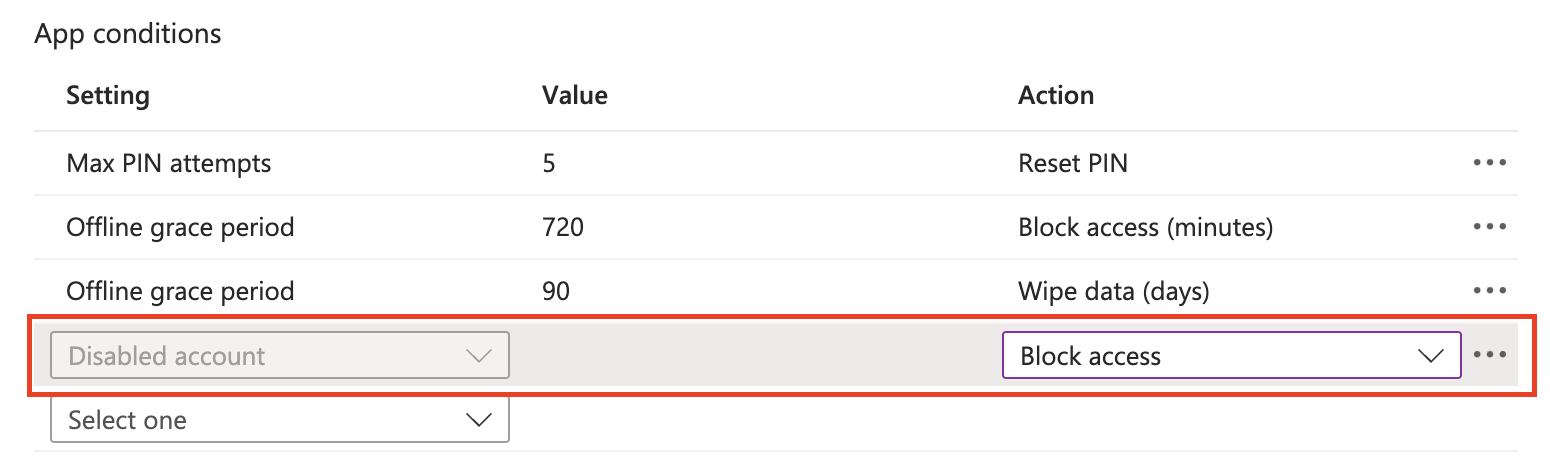 App conditions
Setting Value Action
Max PIN attempts 5 Reset PIN
Offline grace period 720 Block access (minutes)
Offline grace period 90 Wipe data (days)
Disabled account Block access
Select one